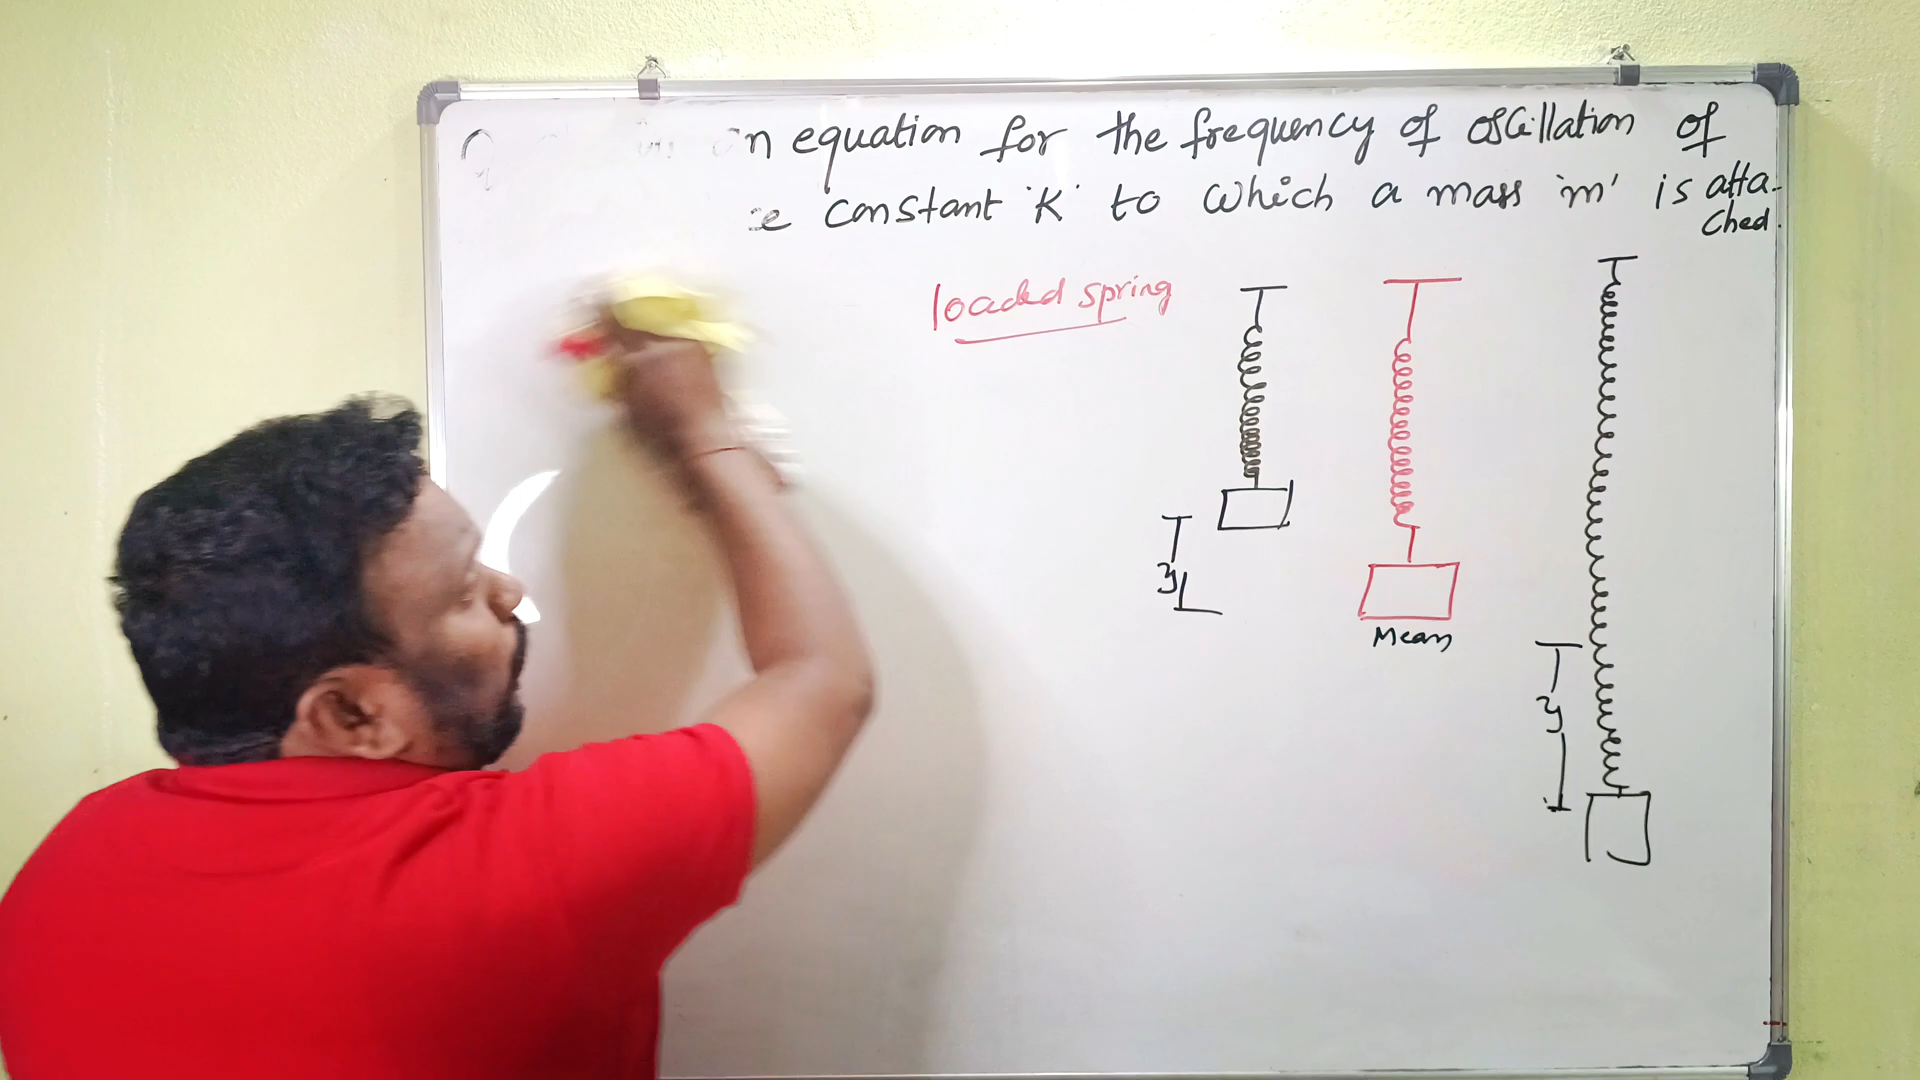 n equation for the frequency of oscillation of
constant 'K' to which a mass 'm' is atta-
ched.
loaded spring
y
Mean
y